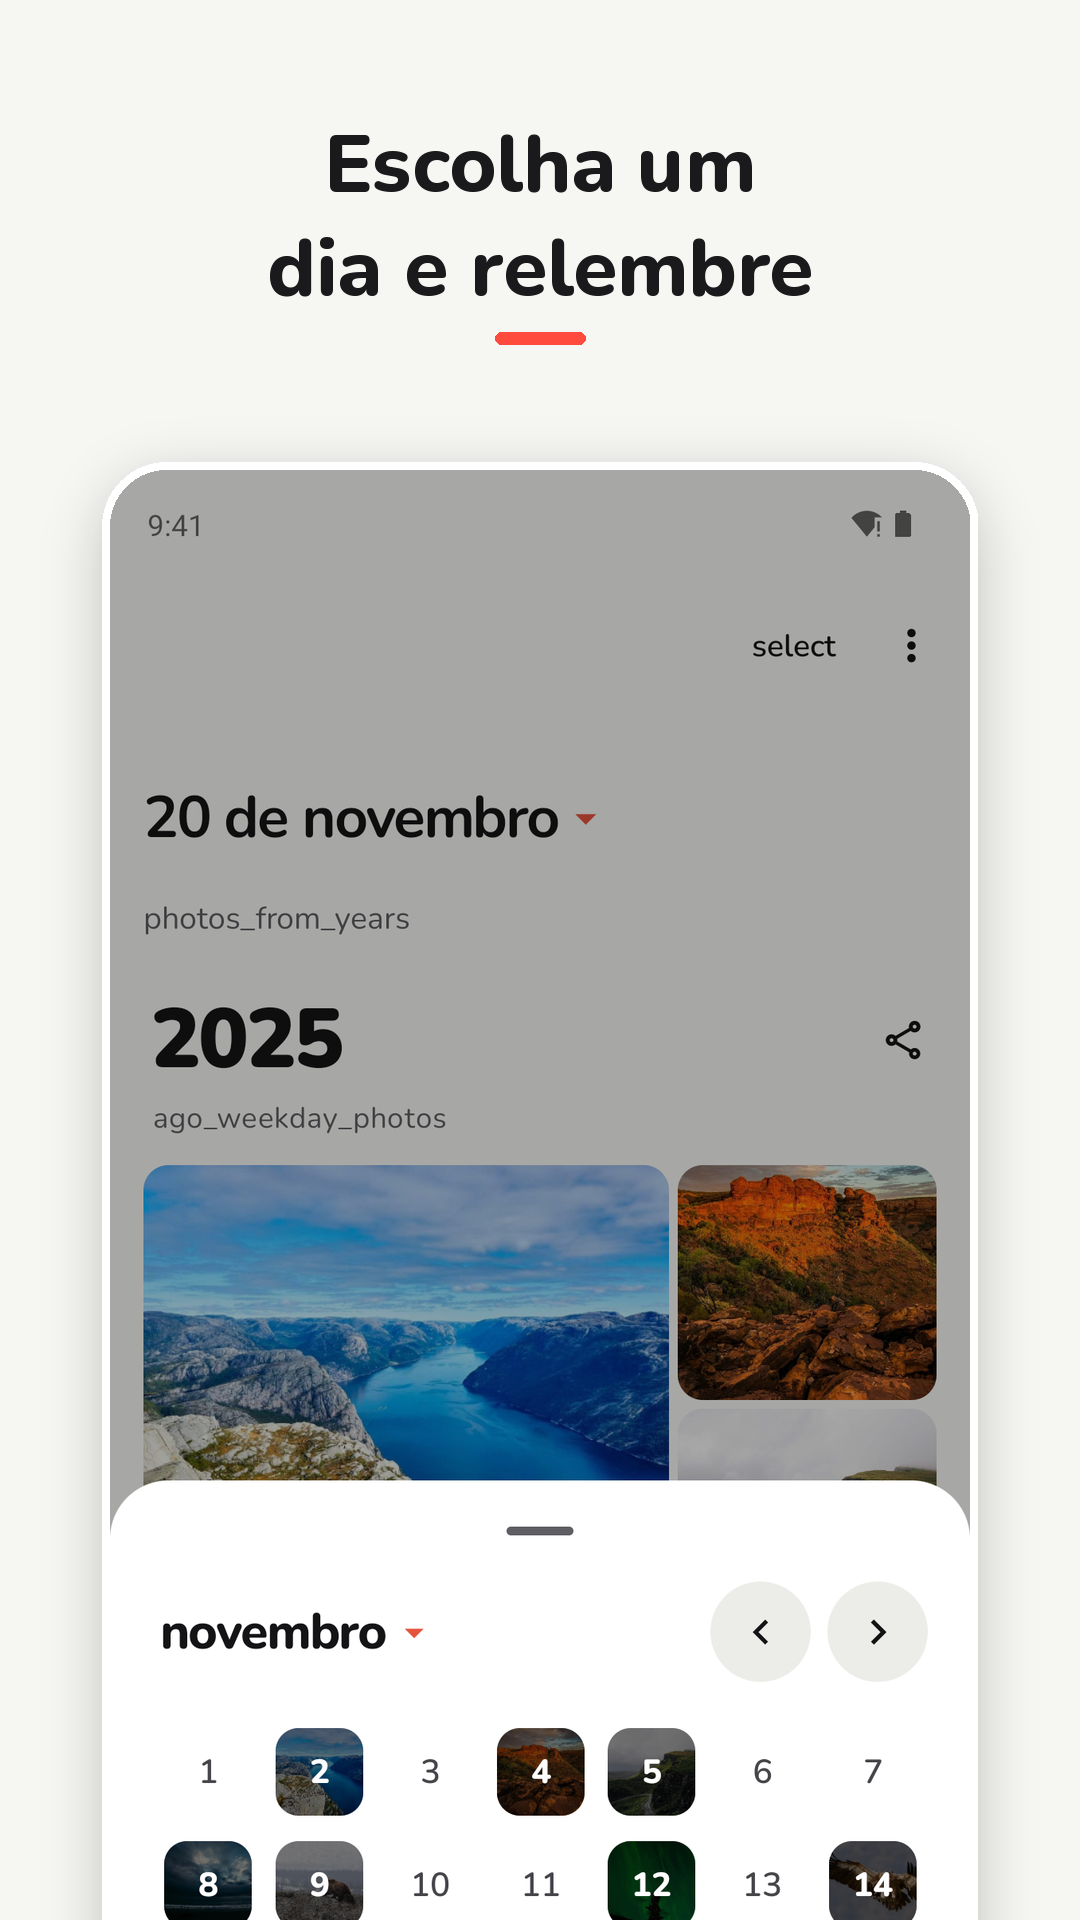 Escolha um
dia e relembre
9:41
select
20 de novembro
photos_from_years
2025
ago_weekday_photos
novembro
1 2 3 4 5 6 7
8 9 10 11 12 13 14